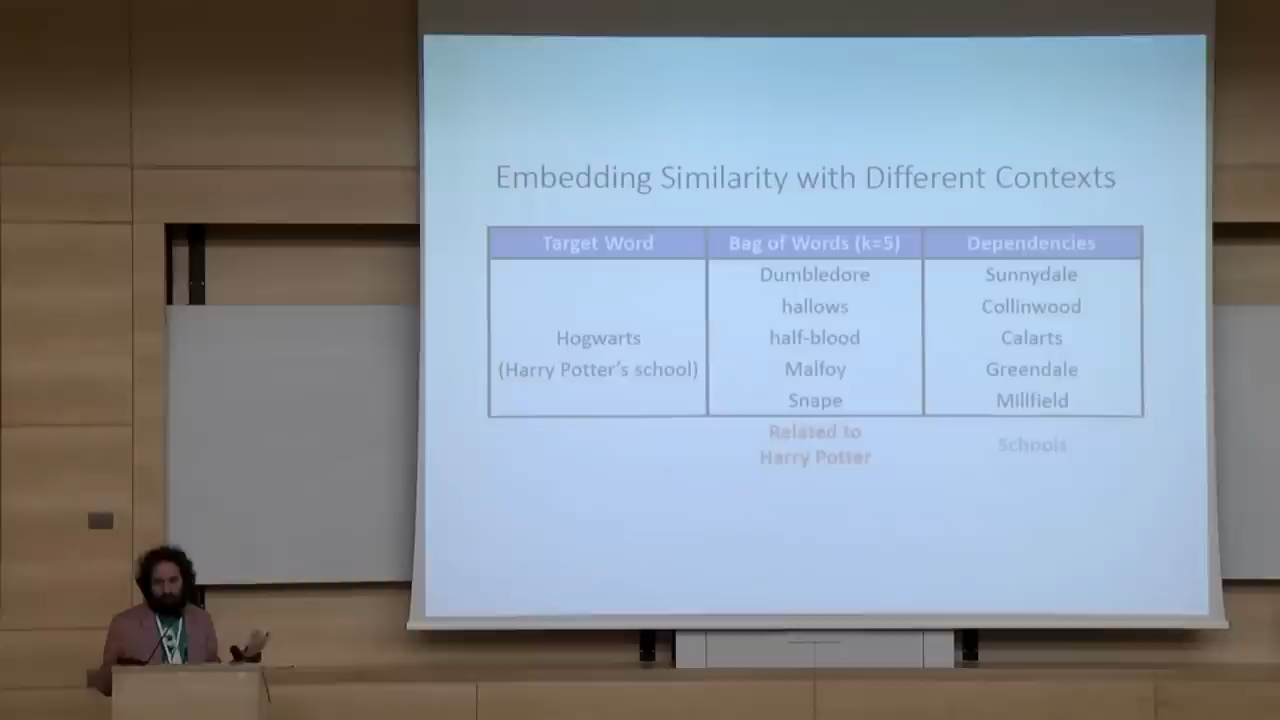 Embedding Similarity with Different Contexts
Target Word Bag of Words (k=5) Dependencies
Dumbledore Sunnydale
hallows Collinwood
Hogwarts half-blood Calarts
(Harry Potter's school) Malfoy Greendale
Snape Millfield
Related to
Harry Potter
Schools